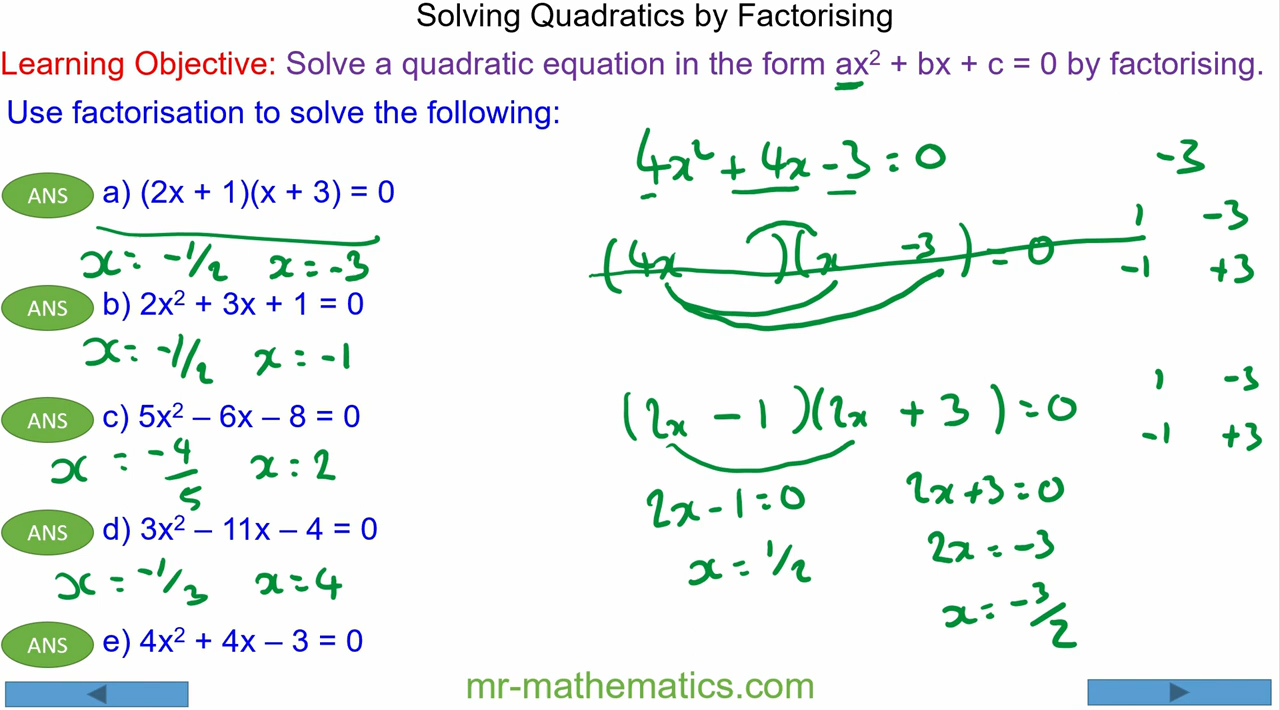 Solving Quadratics by Factorising
Learning Objective: Solve a quadratic equation in the form ax² + bx + c = 0 by factorising.
Use factorisation to solve the following:
ANS a) (2x + 1)(x + 3) = 0
x = -1/2 x = -3
ANS b) 2x² + 3x + 1 = 0
x = -1/2 x = -1
ANS c) 5x² – 6x – 8 = 0
x = -4/5 x = 2
ANS d) 3x² – 11x – 4 = 0
x = -1/3 x = 4
ANS e) 4x² + 4x – 3 = 0
4x² + 4x - 3 = 0
(4x )(x -3) = 0
-3
1 -3
-1 +3
(2x - 1)(2x + 3) = 0
1 -3
-1 +3
2x - 1 = 0
x = 1/2
2x + 3 = 0
2x = -3
x = -3/2
mr-mathematics.com